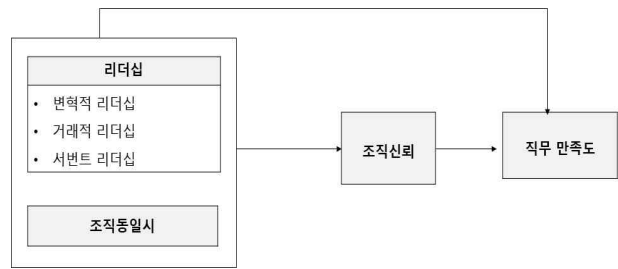 리더십
• 변혁적 리더십
• 거래적 리더십
• 서번트 리더십
조직동일시
조직신뢰
직무 만족도